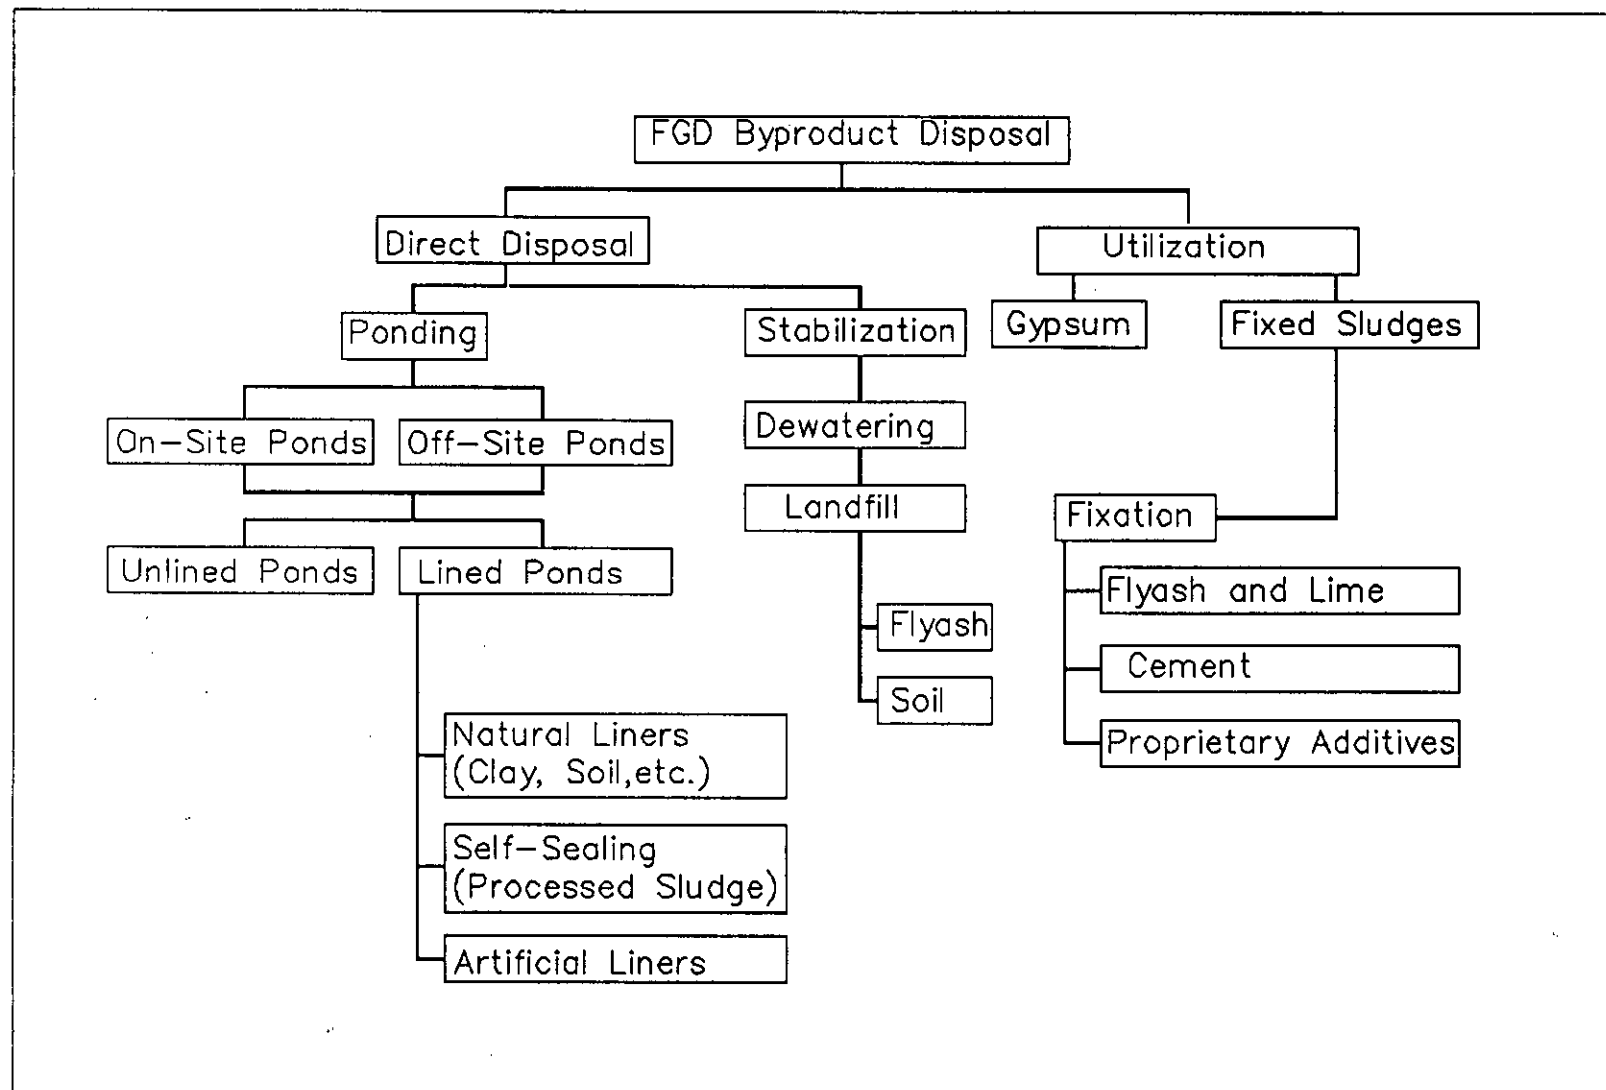 FGD Byproduct Disposal
Direct Disposal
Utilization
Ponding
Stabilization
Gypsum
Fixed Sludges
On-Site Ponds
Off-Site Ponds
Dewatering
Landfill
Fixation
Unlined Ponds
Lined Ponds
Flyash
Soil
Flyash and Lime
Cement
Proprietary Additives
Natural Liners
(Clay, Soil,etc.)
Self-Sealing
(Processed Sludge)
Artificial Liners